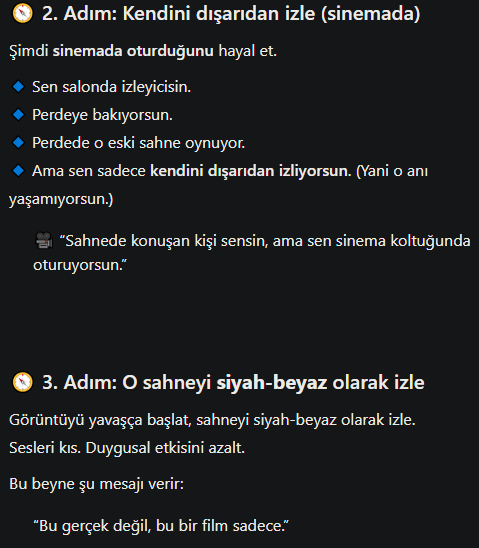 🧭 2. Adım: Kendini dışarıdan izle (sinemada)
Şimdi sinemada oturduğunu hayal et.
🔹 Sen salonda izleyicisin.
🔹 Perdeye bakıyorsun.
🔹 Perdede o eski sahne oynuyor.
🔹 Ama sen sadece kendini dışarıdan izliyorsun. (Yani o anı
yaşamıyorsun.)
🎥 “Sahnede konuşan kişi sensin, ama sen sinema koltuğunda
oturuyorsun.”
🧭 3. Adım: O sahneyi siyah-beyaz olarak izle
Görüntüyü yavaşça başlat, sahneyi siyah-beyaz olarak izle.
Sesleri kıs. Duygusal etkisini azalt.
Bu beyne şu mesajı verir:
“Bu gerçek değil, bu bir film sadece.”